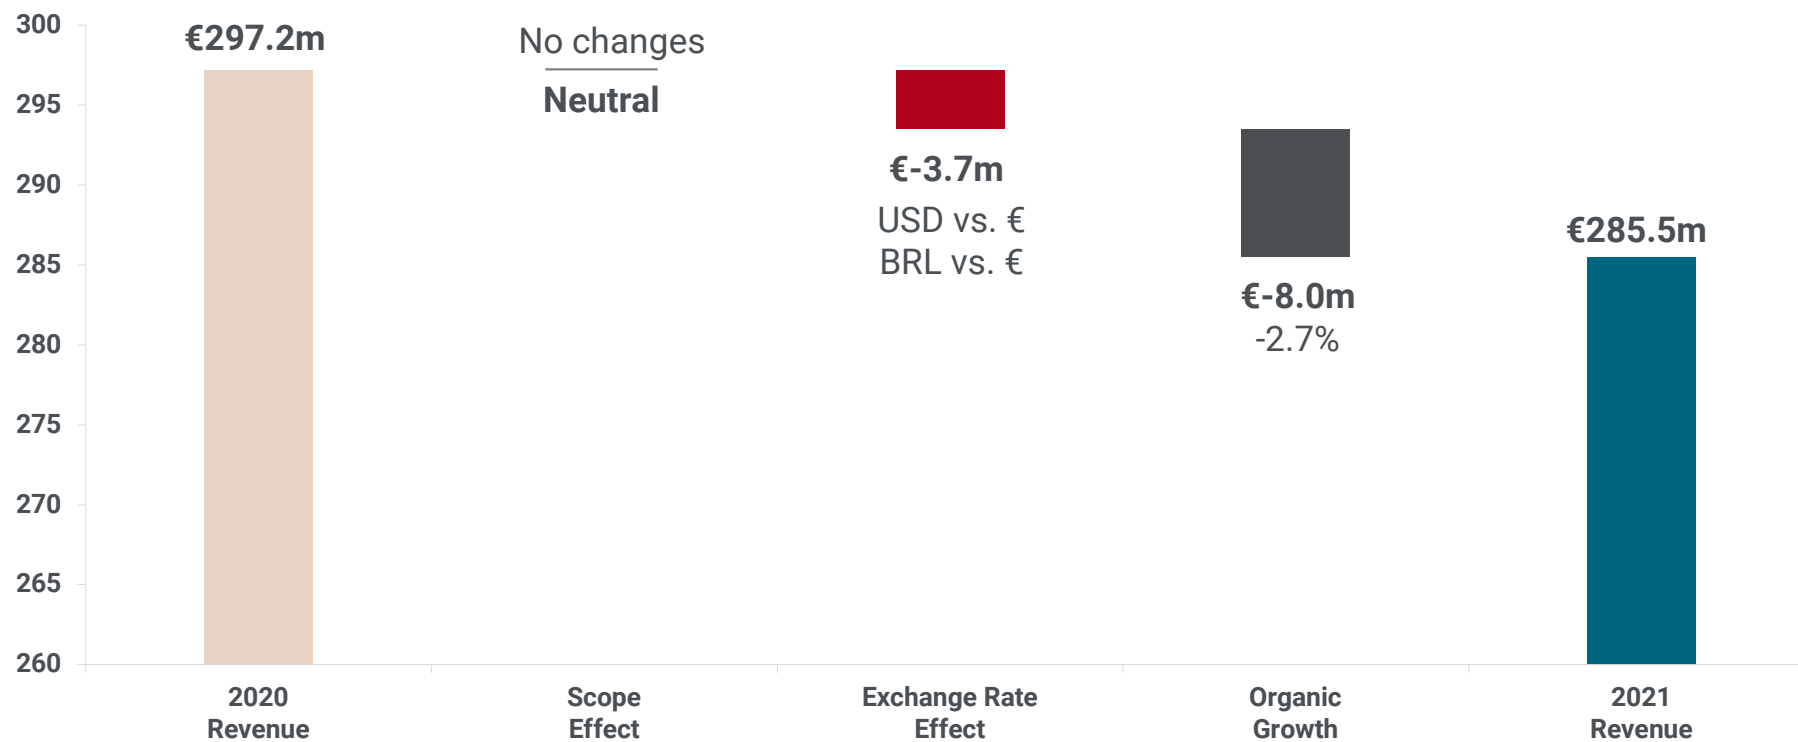 300
295
290
285
280
275
270
265
260
€297.2m
No changes
Neutral
€-3.7m
USD vs. €
BRL vs. €
€-8.0m
-2.7%
€285.5m
2020
Revenue
Scope
Effect
Exchange Rate
Effect
Organic
Growth
2021
Revenue